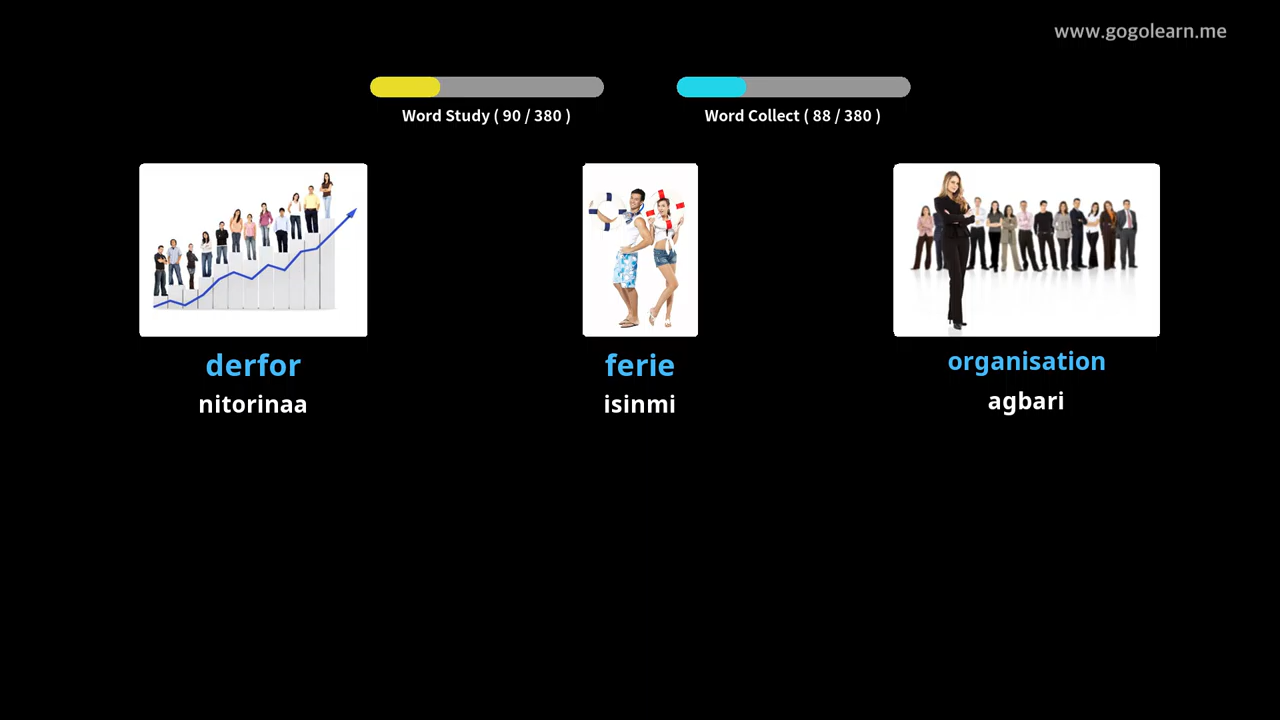 www.gogolearn.me
Word Study ( 90 / 380 )
Word Collect ( 88 / 380 )
derfor
nitorinaa
ferie
isinmi
organisation
agbari